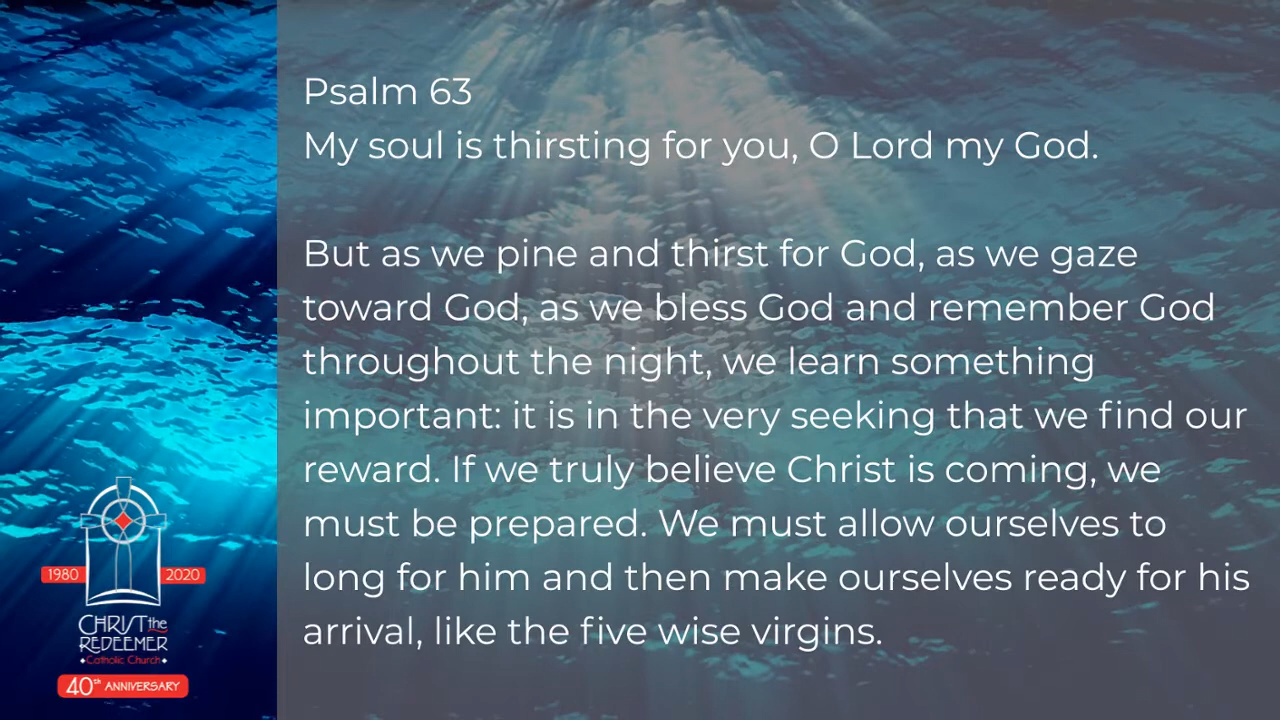 Psalm 63
My soul is thirsting for you, O Lord my God.
But as we pine and thirst for God, as we gaze
toward God, as we bless God and remember God
throughout the night, we learn something
important: it is in the very seeking that we find our
reward. If we truly believe Christ is coming, we
must be prepared. We must allow ourselves to
long for him and then make ourselves ready for his
arrival, like the five wise virgins.
1980 2020
CHRIST the
REDEEMER
Catholic Church
40th ANNIVERSARY